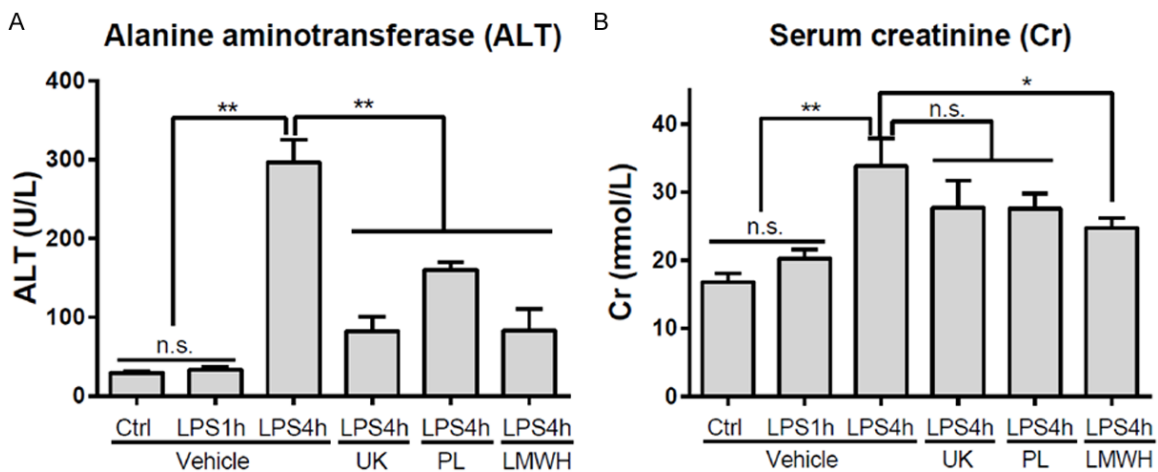 A
Alanine aminotransferase (ALT)
ALT (U/L)
400
300
200
100
0
**
**
n.s.
Ctrl LPS1h LPS4h LPS4h LPS4h LPS4h
Vehicle UK PL LMWH
B
Serum creatinine (Cr)
Cr (mmol/L)
40
30
20
10
0
*
**
n.s.
n.s.
Ctrl LPS1h LPS4h LPS4h LPS4h LPS4h
Vehicle UK PL LMWH